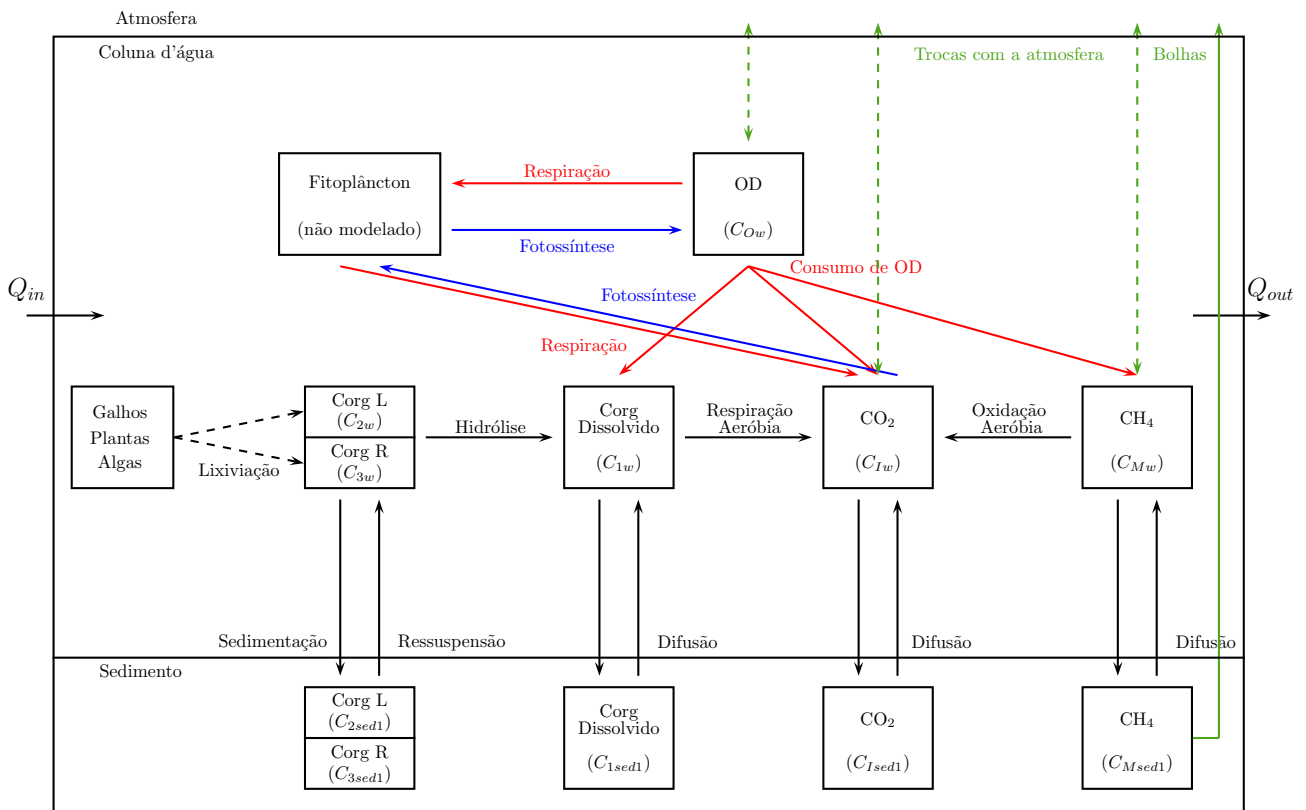 Atmosfera
Coluna d'água
Trocas com a atmosfera
Bolhas
Fitoplâncton
(não modelado)
Respiração
Fotossíntese
OD
(C_{Ow})
Q_{in}
Fotossíntese
Consumo de OD
Q_{out}
Respiração
Galhos
Plantas
Algas
Lixiviação
Corg L
(C_{2w})
Corg R
(C_{3w})
Hidrólise
Corg
Dissolvido
(C_{1w})
Respiração
Aeróbia
CO₂
(C_{Iw})
Oxidação
Aeróbia
CH₄
(C_{Mw})
Sedimentação
Ressuspensão
Difusão
Difusão
Difusão
Sedimento
Corg L
(C_{2sed1})
Corg R
(C_{3sed1})
Corg
Dissolvido
(C_{1sed1})
CO₂
(C_{Ised1})
CH₄
(C_{Msed1})